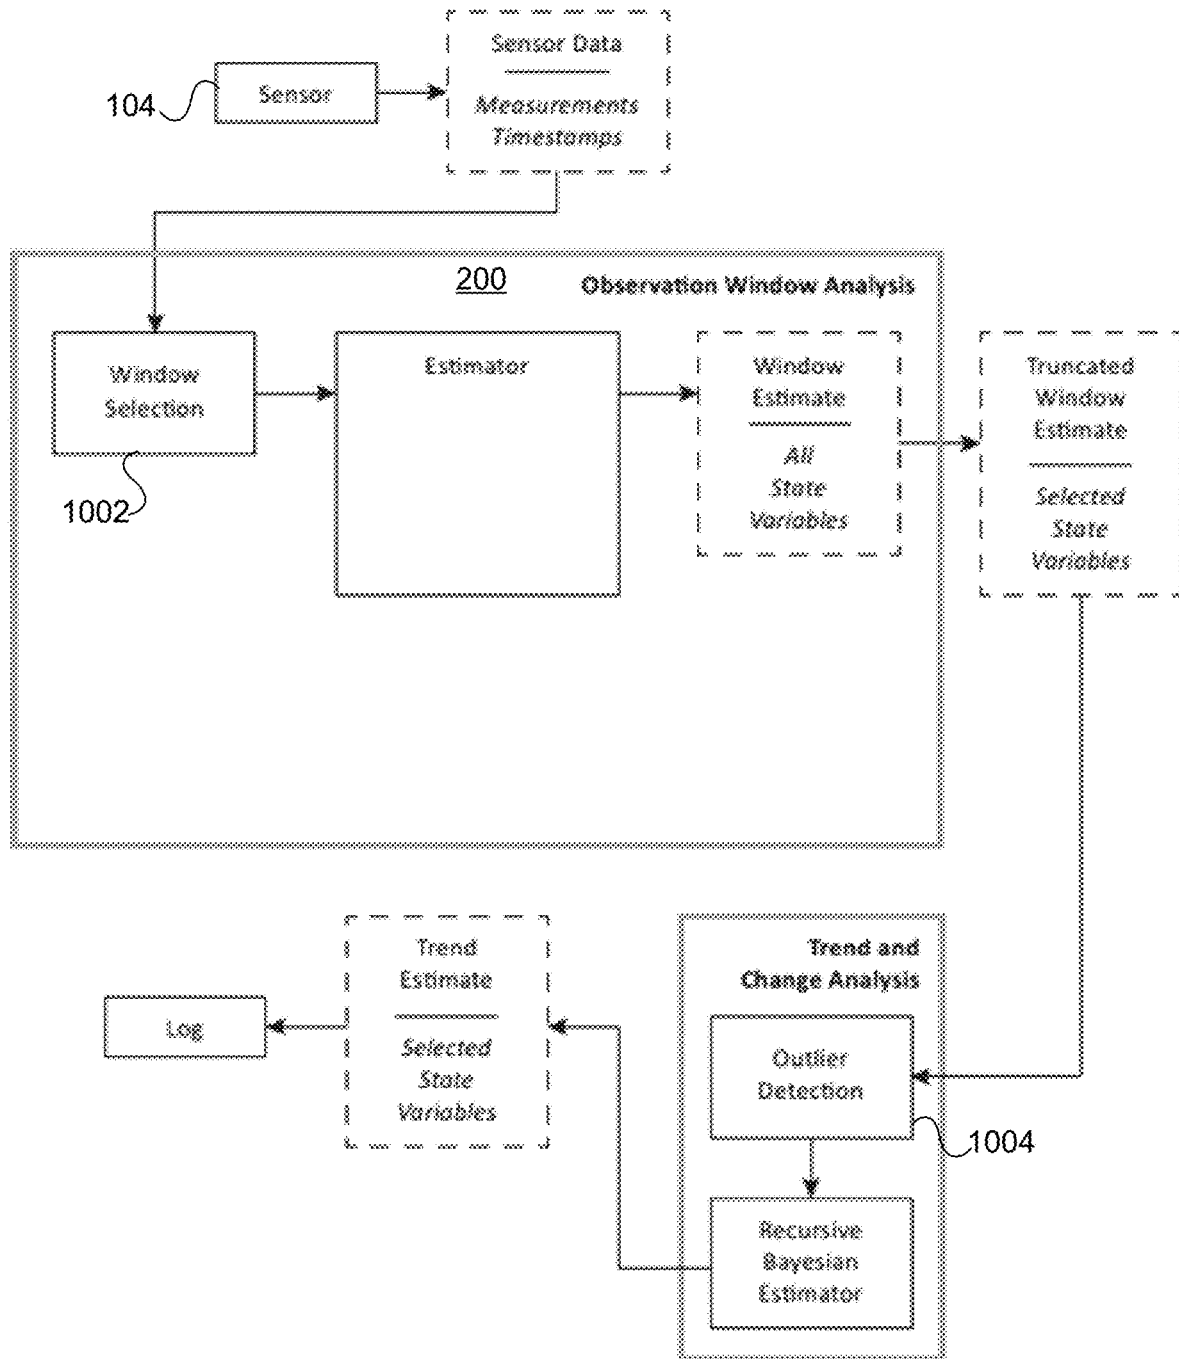 Sensor Data
Sensor
104
Measurements
Timestamps
200
Observation Window Analysis
Window
Selection
1002
Estimator
Window
Estimate
All
State
Variables
Truncated
Window
Estimate
Selected
State
Variables
Trend and
Change Analysis
Outlier
Detection
1004
Recursive
Bayesian
Estimator
Trend
Estimate
Selected
State
Variables
Log